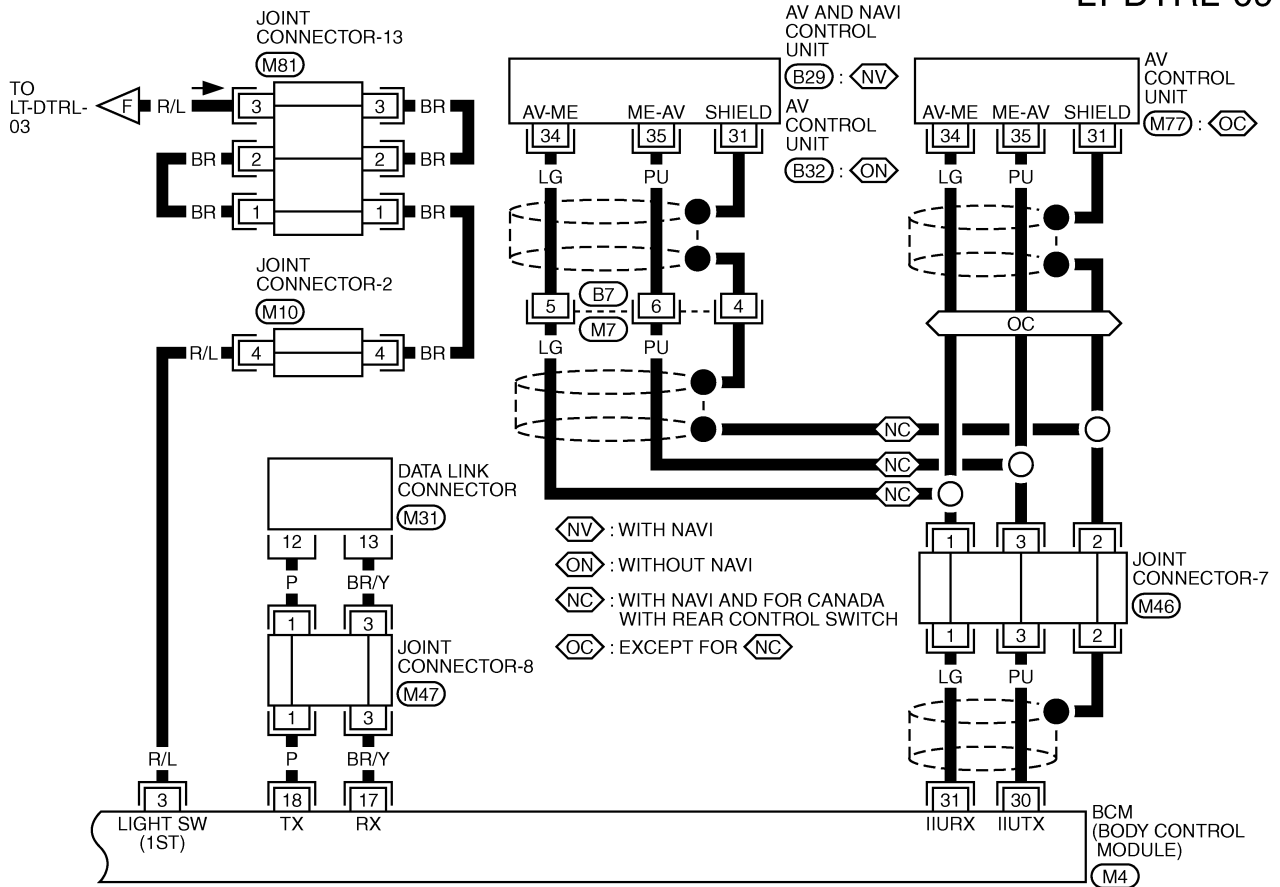 JOINT
CONNECTOR-13
M81
TO
LT-DTRL-
03
F
R/L
3
3
BR
BR
2
2
BR
BR
1
1
BR
JOINT
CONNECTOR-2
M10
R/L
4
4
BR
AV AND NAVI
CONTROL
UNIT
B29 : NV
AV
CONTROL
UNIT
B32 : ON
AV-ME
ME-AV
SHIELD
34
35
31
LG
PU
5
B7
M7
6
4
LG
PU
AV
CONTROL
UNIT
M77 : OC
AV-ME
ME-AV
SHIELD
34
35
31
LG
PU
OC
NC
NC
NC
DATA LINK
CONNECTOR
M31
12
13
P
BR/Y
1
3
JOINT
CONNECTOR-8
M47
1
3
P
BR/Y
NV : WITH NAVI
ON : WITHOUT NAVI
NC : WITH NAVI AND FOR CANADA
WITH REAR CONTROL SWITCH
OC : EXCEPT FOR NC
1
3
2
JOINT
CONNECTOR-7
M46
1
3
2
LG
PU
R/L
3
18
17
31
30
LIGHT SW
(1ST)
TX
RX
IIURX
IIUTX
BCM
(BODY CONTROL
MODULE)
M4